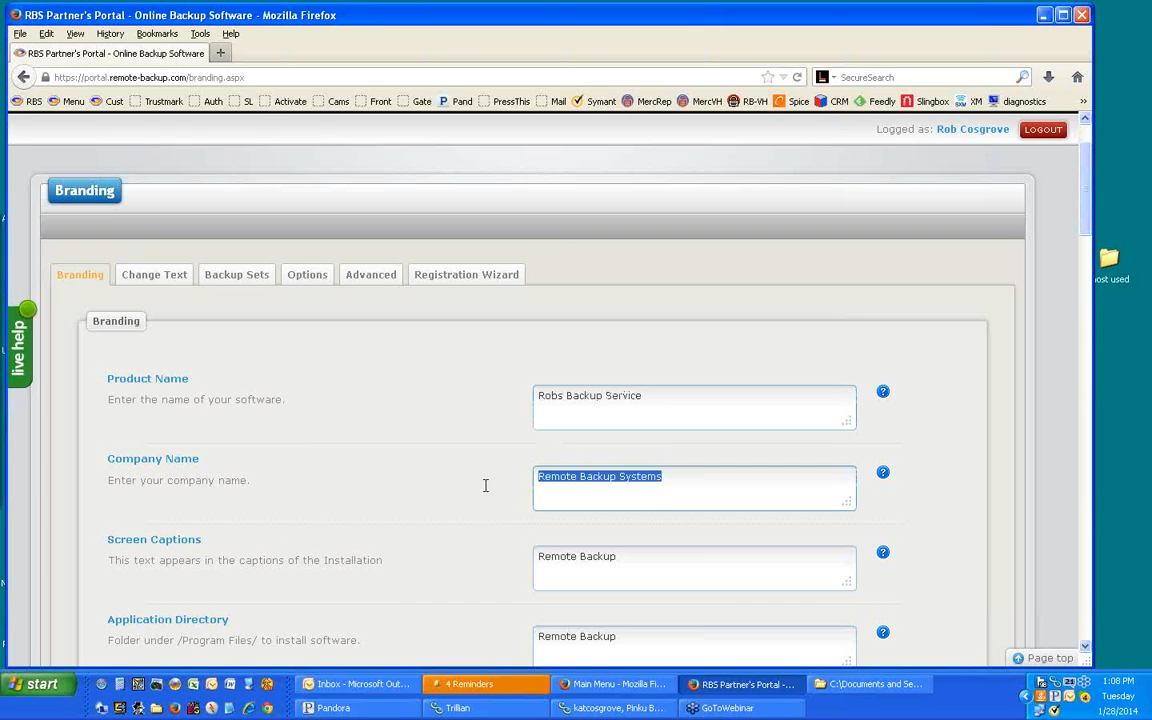 RBS Partner's Portal - Online Backup Software - Mozilla Firefox
File Edit View History Bookmarks Tools Help
RBS Partner's Portal - Online Backup Software
https://portal.remote-backup.com/branding.aspx
SecureSearch
RBS Menu Cust Trustmark Auth SL Activate Cams Front Gate Pand PressThis Mail Symant MercRep MercVH RB-VH Spice CRM Feedly Slingbox XM diagnostics »
Logged as: Rob Cosgrove LOGOUT
Branding
Branding Change Text Backup Sets Options Advanced Registration Wizard
ost used
live help
Branding
Product Name
Enter the name of your software.
Robs Backup Service
Company Name
Enter your company name.
Remote Backup Systems
Screen Captions
This text appears in the captions of the Installation
Remote Backup
Application Directory
Folder under /Program Files/ to install software.
Remote Backup
Page top
start
Inbox - Microsoft Out...
4 Reminders
Main Menu - Mozilla Fi...
RBS Partner's Portal -...
C:\Documents and Se...
Pandora
Trillian
katcosgrove, Pinku B...
GoToWebinar
1:08 PM
Tuesday
1/28/2014